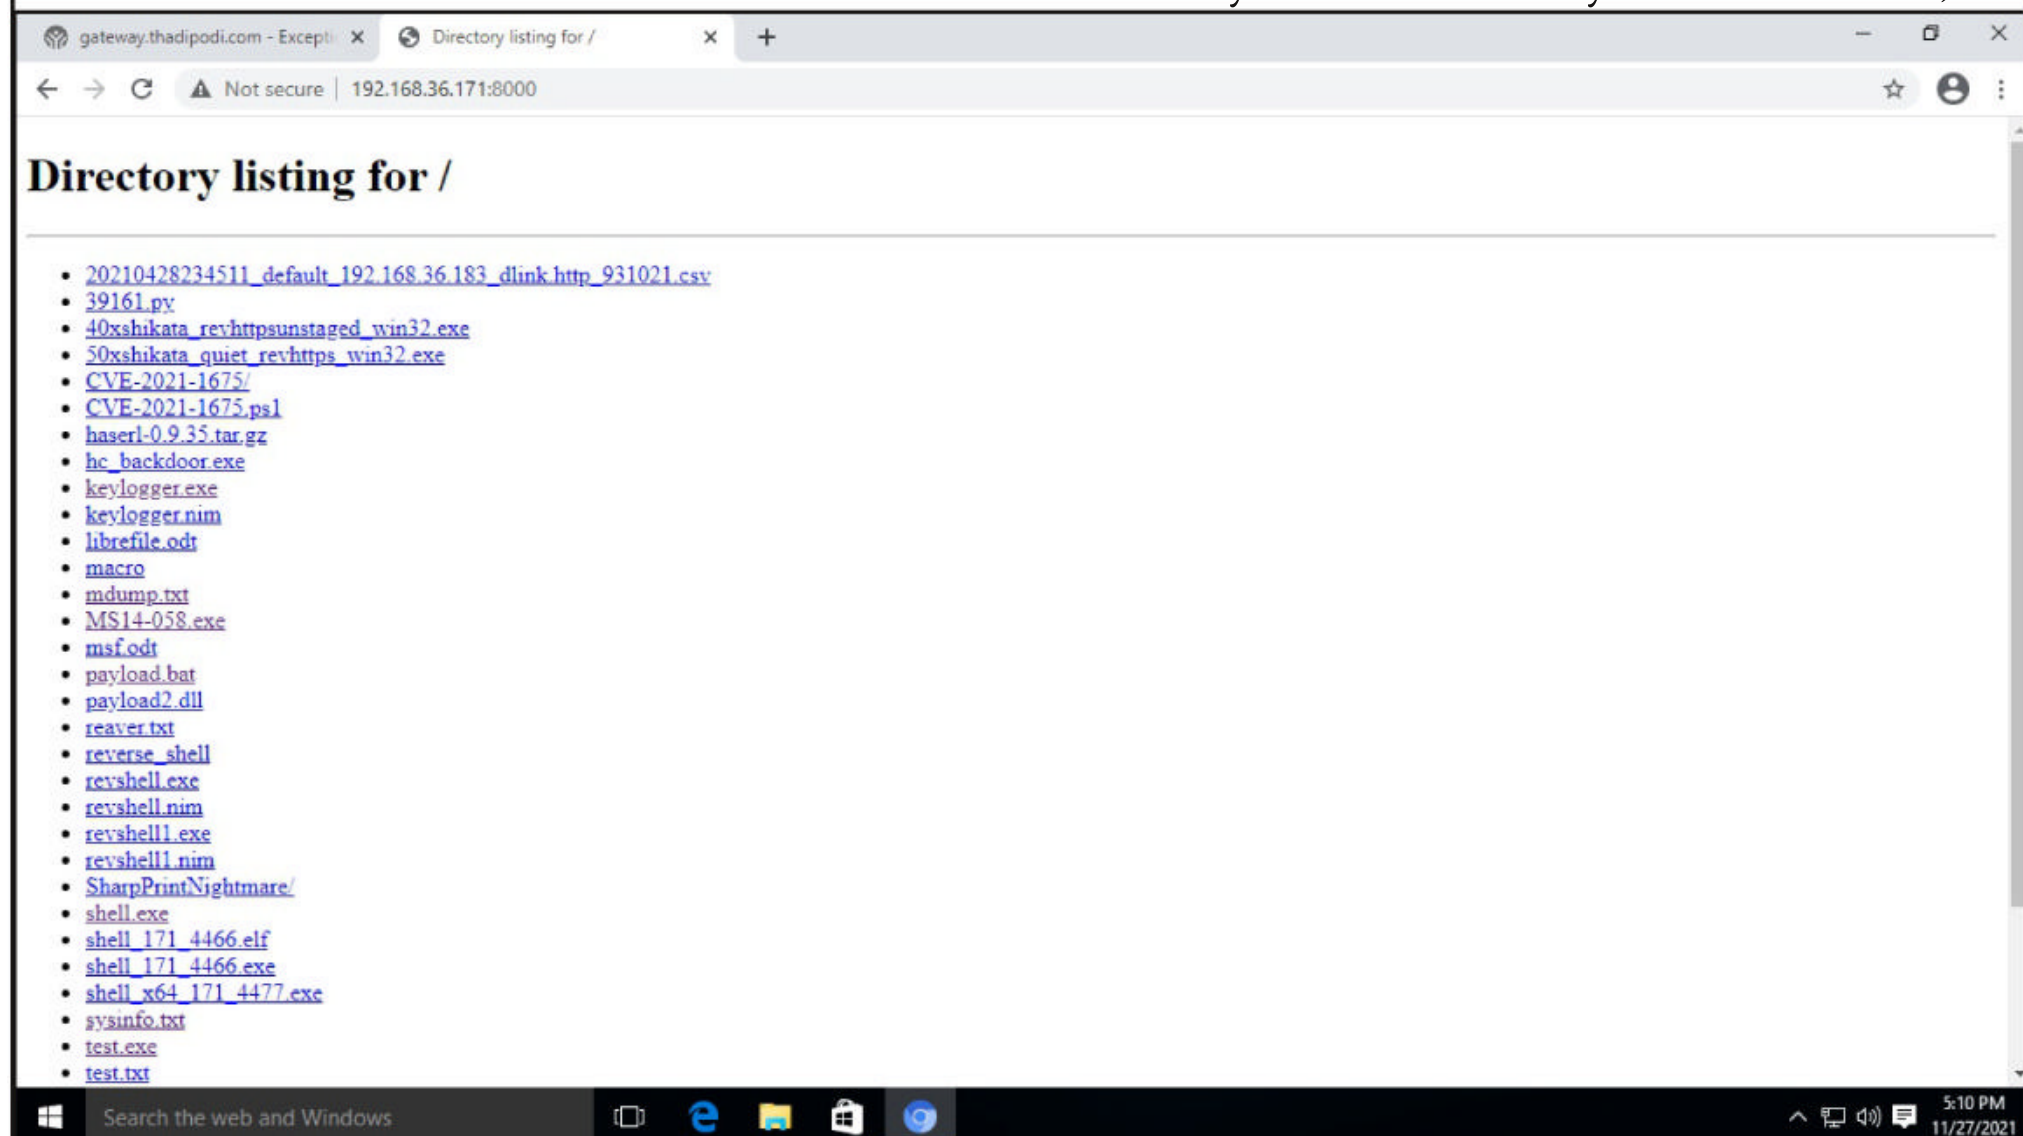 gateway.thadipodi.com - Excepti
Directory listing for /
Not secure | 192.168.36.171:8000
Directory listing for /
20210428234511_default_192.168.36.183_dlink.http_931021.csv
39161.py
40xshikata_revhttpsunstaged_win32.exe
50xshikata_quiet_revhttps_win32.exe
CVE-2021-1675/
CVE-2021-1675.ps1
haserl-0.9.35.tar.gz
hc_backdoor.exe
keylogger.exe
keylogger.nim
librefile.odt
macro
mdump.txt
MS14-058.exe
msf.odt
payload.bat
payload2.dll
reaver.txt
reverse_shell
revshell.exe
revshell.nim
revshell1.exe
revshell1.nim
SharpPrintNightmare/
shell.exe
shell_171_4466.elf
shell_171_4466.exe
shell_x64_171_4477.exe
sysinfo.txt
test.exe
test.txt
Search the web and Windows
5:10 PM
11/27/2021